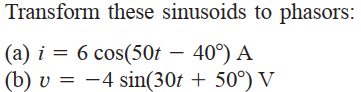 Transform these sinusoids to phasors:
(a) i = 6 cos(50t − 40°) A
(b) v = −4 sin(30t + 50°) V